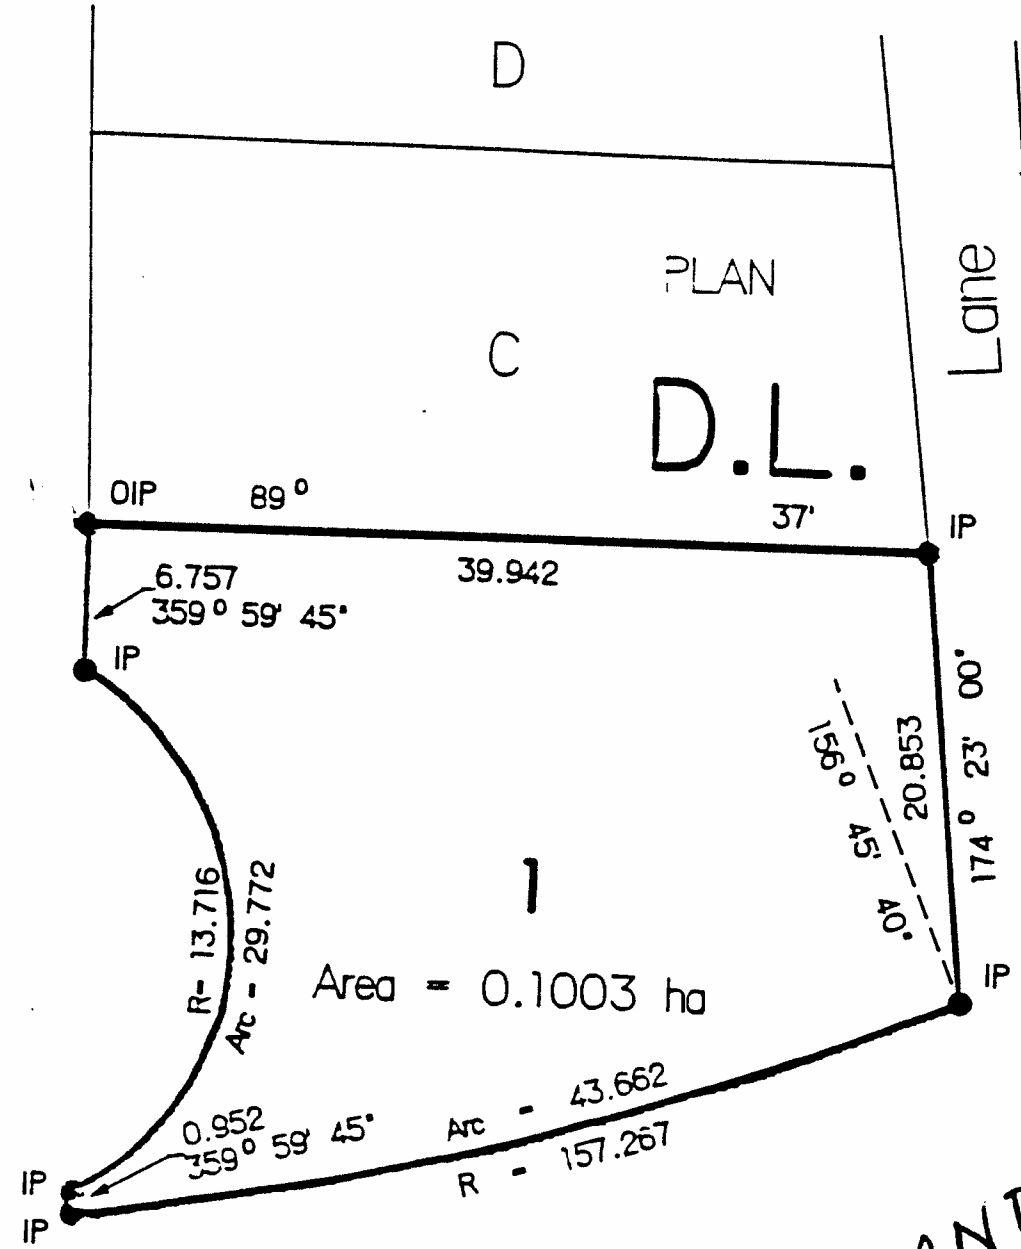 D
PLAN
Lane
C
D.L.
OIP
89° 37'
IP
39.942
6.757
359° 59' 45"
IP
174° 23' 00"
20.853
156° 45' 40"
R- 13.716
Arc - 29.772
1
Area = 0.1003 ha
IP
0.952
359° 59' 45"
Arc - 43.662
R - 157.267
IP
IP